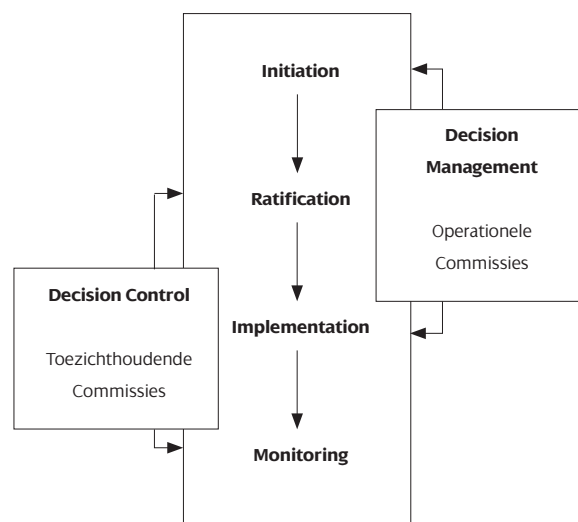 Initiation
Decision
Management
Ratification
Operationele
Commissies
Decision Control
Implementation
Toezichthoudende
Commissies
Monitoring